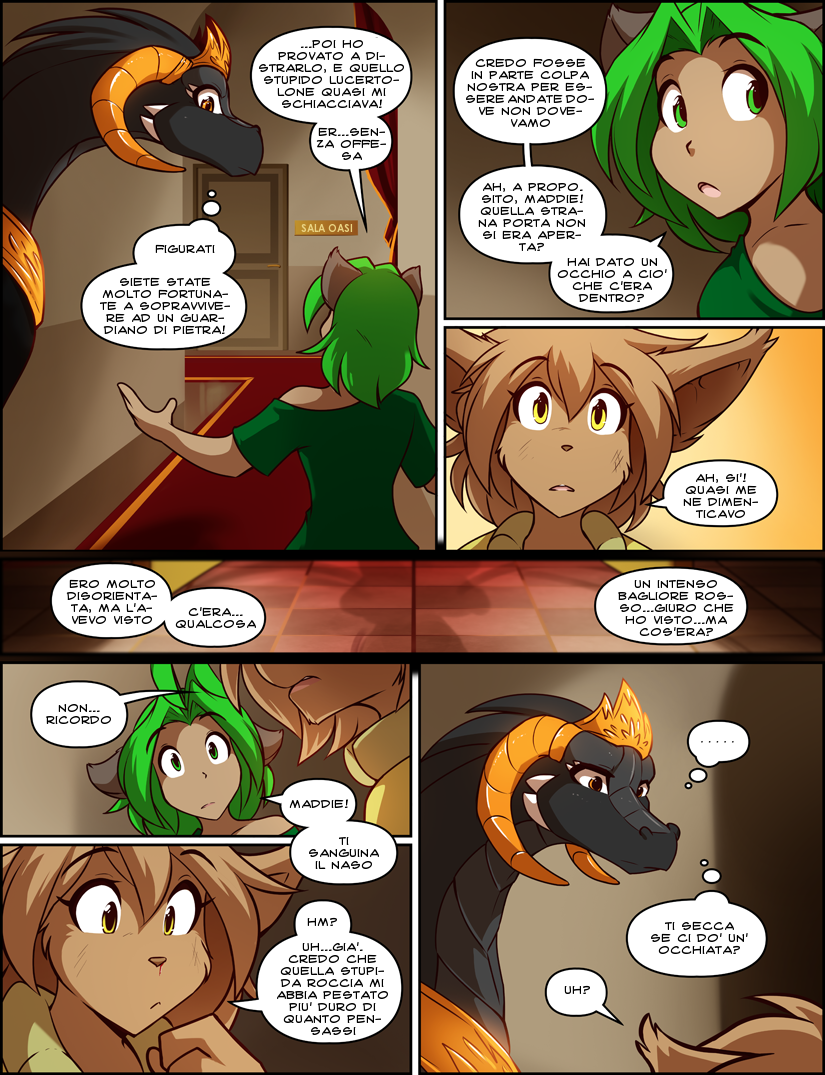 ...POI HO
PROVATO A DI-
STRARLO, E QUELLO
STUPIDO LUCERTO-
LONE QUASI MI
SCHIACCIAVA!
ER...SEN-
ZA OFFE-
SA
SALA OASI
FIGURATI
SIETE STATE
MOLTO FORTUNA-
TE A SOPRAVVIVE-
RE AD UN GUAR-
DIANO DI PIETRA!
CREDO FOSSE
IN PARTE COLPA
NOSTRA PER ES-
SERE ANDATE DO-
VE NON DOVE-
VAMO
AH, A PROPO.
SITO, MADDIE!
QUELLA STRA-
NA PORTA NON
SI ERA APER-
TA?
HAI DATO UN
OCCHIO A CIO'
CHE C'ERA
DENTRO?
AH, SI'!
QUASI ME
NE DIMEN-
TICAVO
ERO MOLTO
DISORIENTA-
TA, MA L'A-
VEVO VISTO
C'ERA...
QUALCOSA
UN INTENSO
BAGLIORE ROS-
SO...GIURO CHE
HO VISTO...MA
COS'ERA?
NON...
RICORDO
MADDIE!
TI
SANGUINA
IL NASO
HM?
UH...GIA'.
CREDO CHE
QUELLA STUPI-
DA ROCCIA MI
ABBIA PESTATO
PIU' DURO DI
QUANTO PEN-
SASSI
.....
TI SECCA
SE CI DO' UN'
OCCHIATA?
UH?